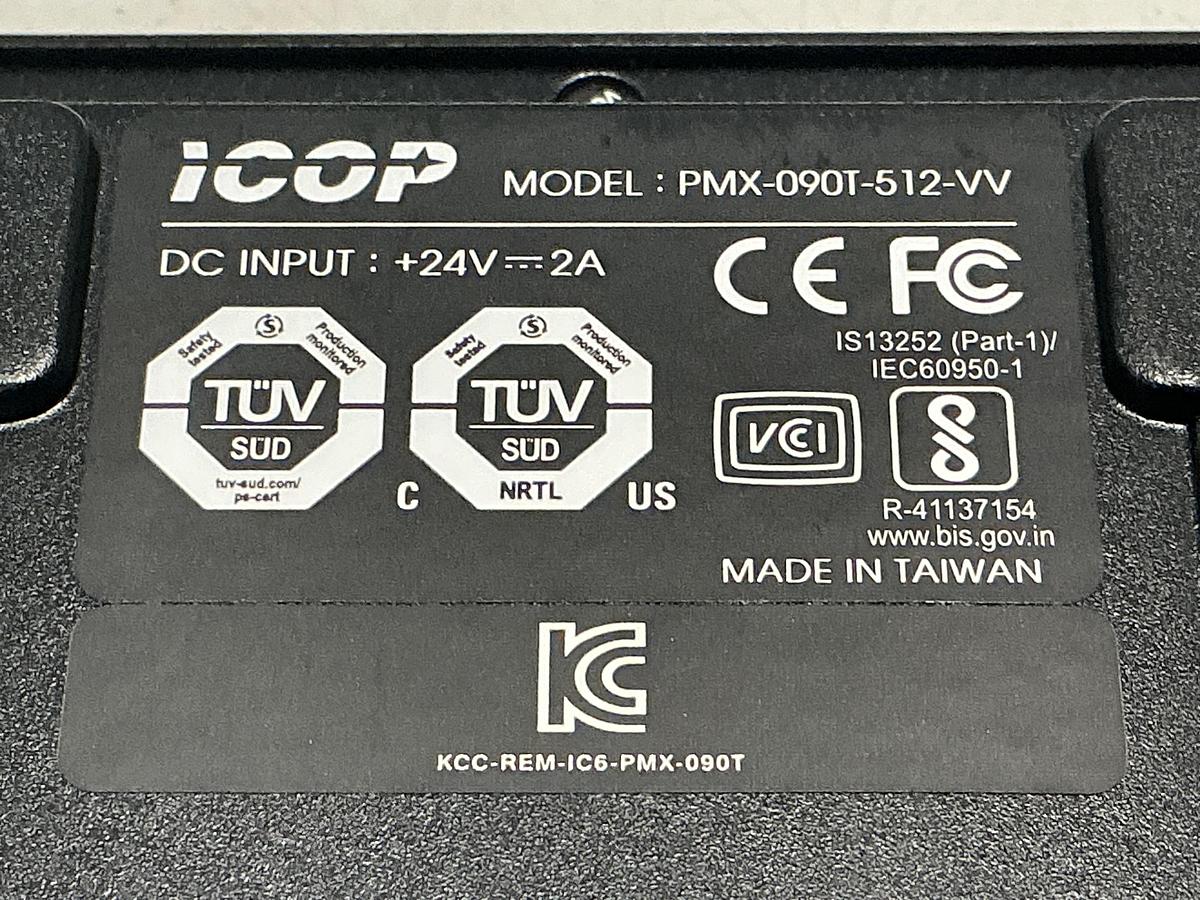 iCOP MODEL : PMX-090T-512-VV
DC INPUT : +24V⎓2A
CE FC
Safety tested
S
Production monitored
TÜV
SÜD
tuv-sud.com/
ps-cert
C
Safety tested
S
Production monitored
TÜV
SÜD
NRTL
US
IS13252 (Part-1)/
IEC60950-1
VCCI
R-41137154
www.bis.gov.in
MADE IN TAIWAN
KC
KCC-REM-IC6-PMX-090T